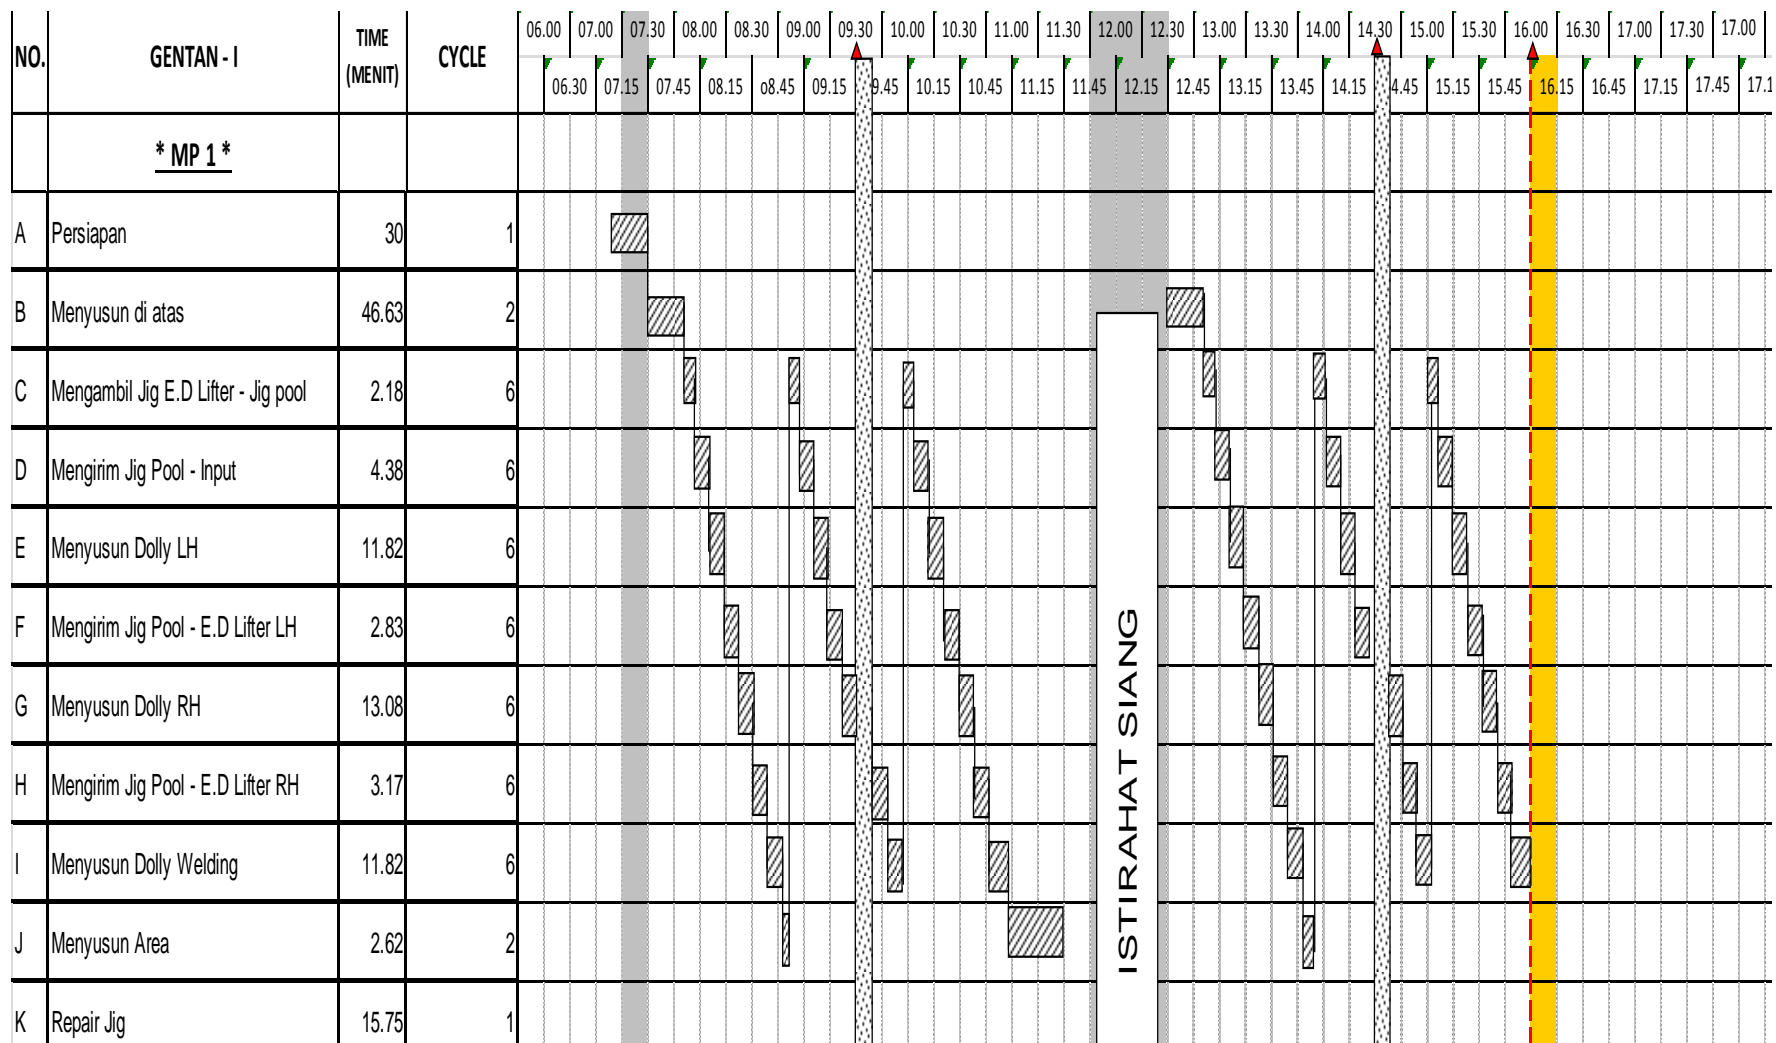 NO. GENTAN - I TIME (MENIT) CYCLE
06.00 07.00 07.30 08.00 08.30 09.00 09.30 10.00 10.30 11.00 11.30 12.00 12.30 13.00 13.30 14.00 14.30 15.00 15.30 16.00 16.30 17.00 17.30 17.00
06.30 07.15 07.45 08.15 08.45 09.15 9.45 10.15 10.45 11.15 11.45 12.15 12.45 13.15 13.45 14.15 4.45 15.15 15.45 16.15 16.45 17.15 17.45 17.1
* MP 1 *
A Persiapan 30 1
B Menyusun di atas 46.63 2
C Mengambil Jig E.D Lifter - Jig pool 2.18 6
D Mengirim Jig Pool - Input 4.38 6
E Menyusun Dolly LH 11.82 6
F Mengirim Jig Pool - E.D Lifter LH 2.83 6
G Menyusun Dolly RH 13.08 6
H Mengirim Jig Pool - E.D Lifter RH 3.17 6
I Menyusun Dolly Welding 11.82 6
J Menyusun Area 2.62 2
K Repair Jig 15.75 1
ISTIRAHAT SIANG